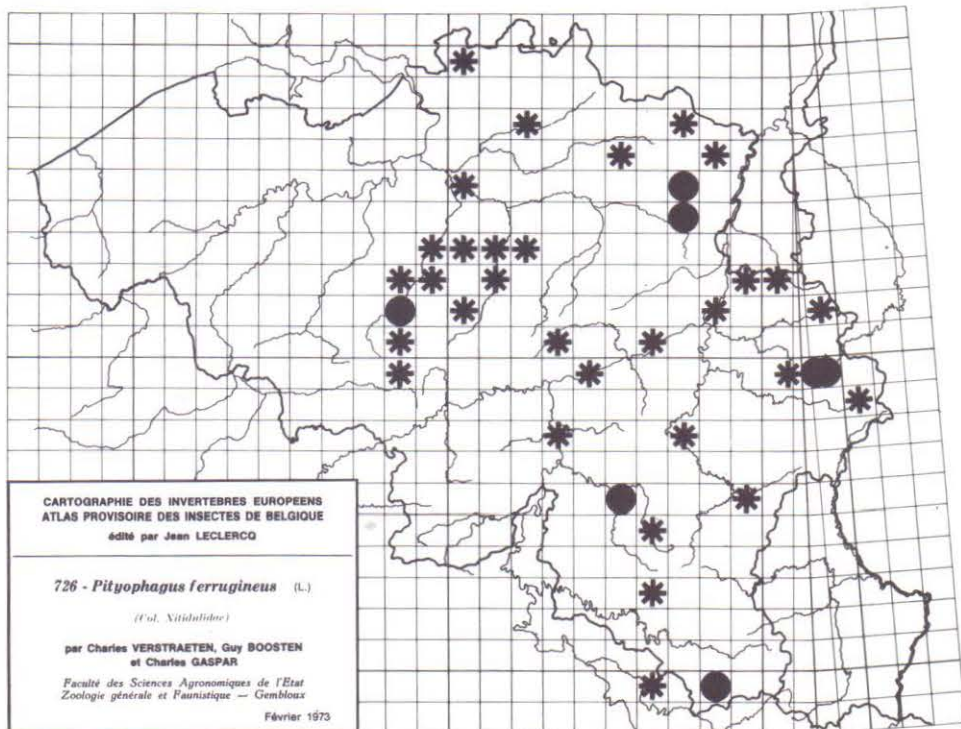 CARTOGRAPHIE DES INVERTEBRES EUROPEENS
ATLAS PROVISOIRE DES INSECTES DE BELGIQUE
édité par Jean LECLERCQ
726 - Pityophagus ferrugineus (L.)
(Col. Nitidulidae)
par Charles VERSTRAETEN, Guy BOOSTEN
et Charles GASPAR
Faculté des Sciences Agronomiques de l'Etat
Zoologie générale et Faunistique — Gembloux
Février 1973